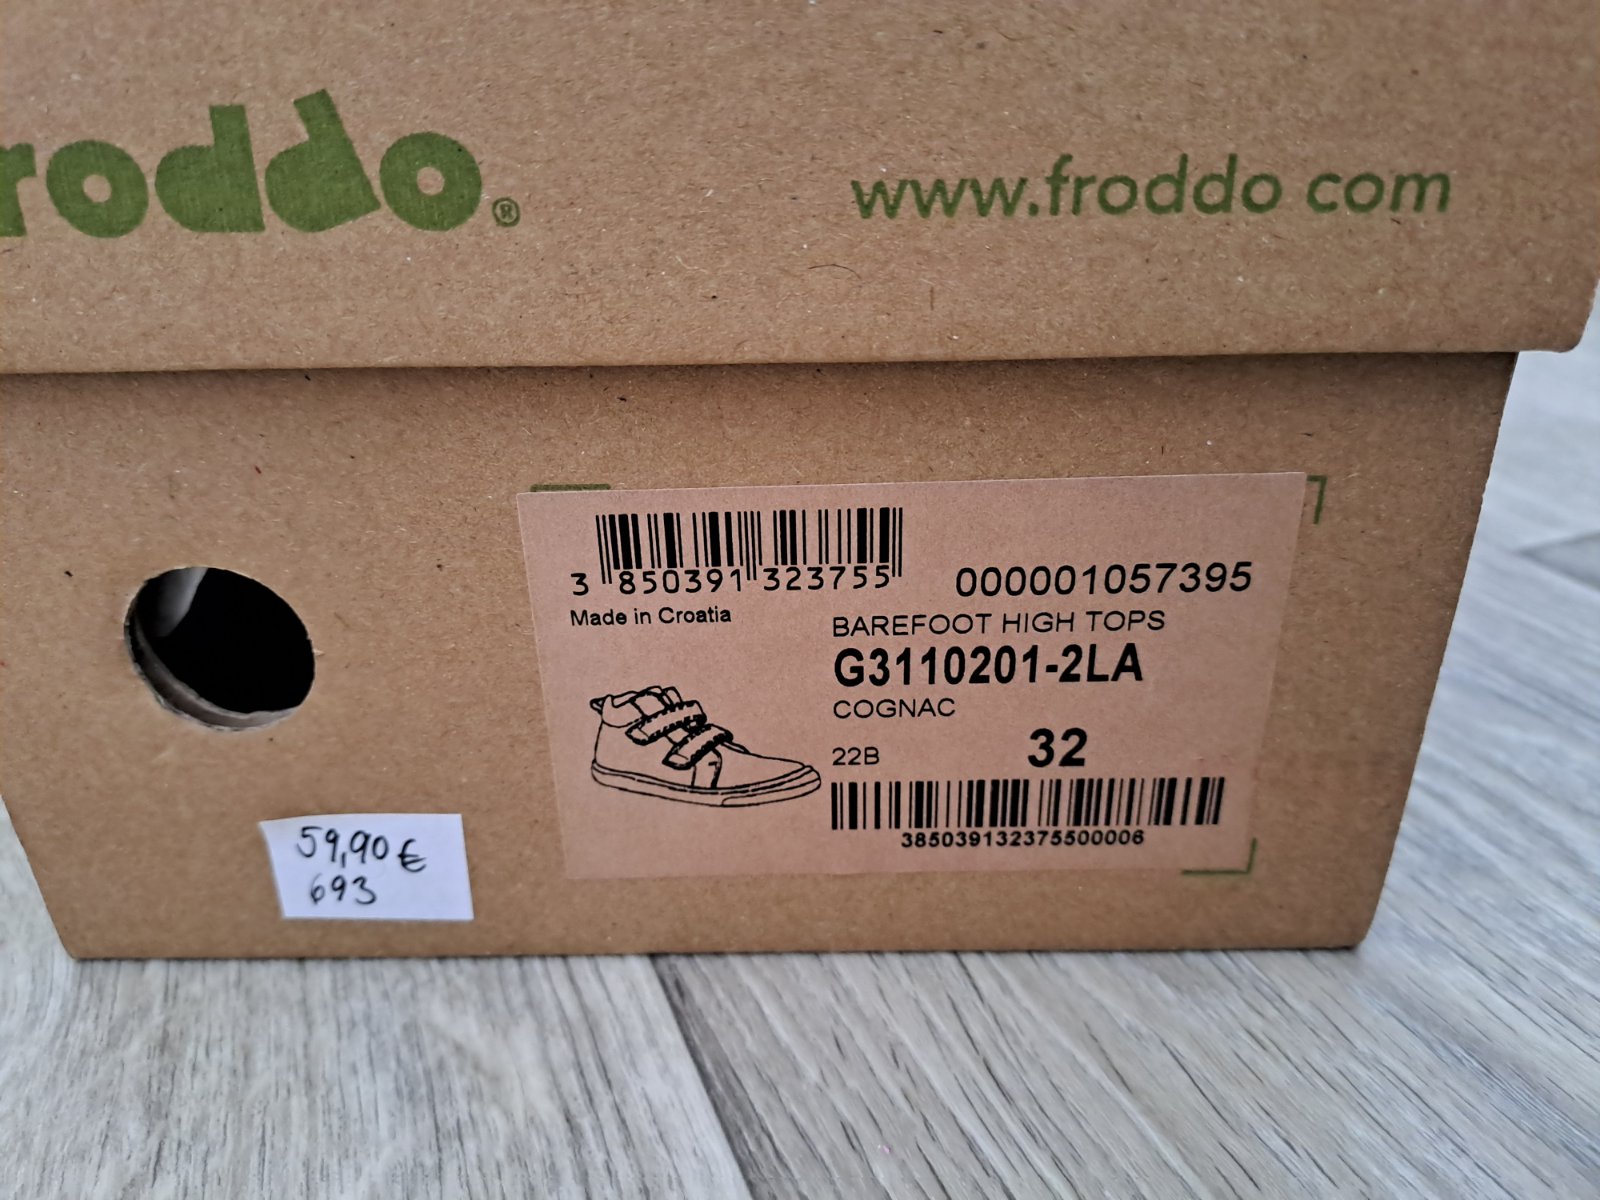 roddo®
www.froddo.com
3 850391 323755
000001057395
Made in Croatia
BAREFOOT HIGH TOPS
G3110201-2LA
COGNAC
22B
32
385039132375500006
59,90 €
693